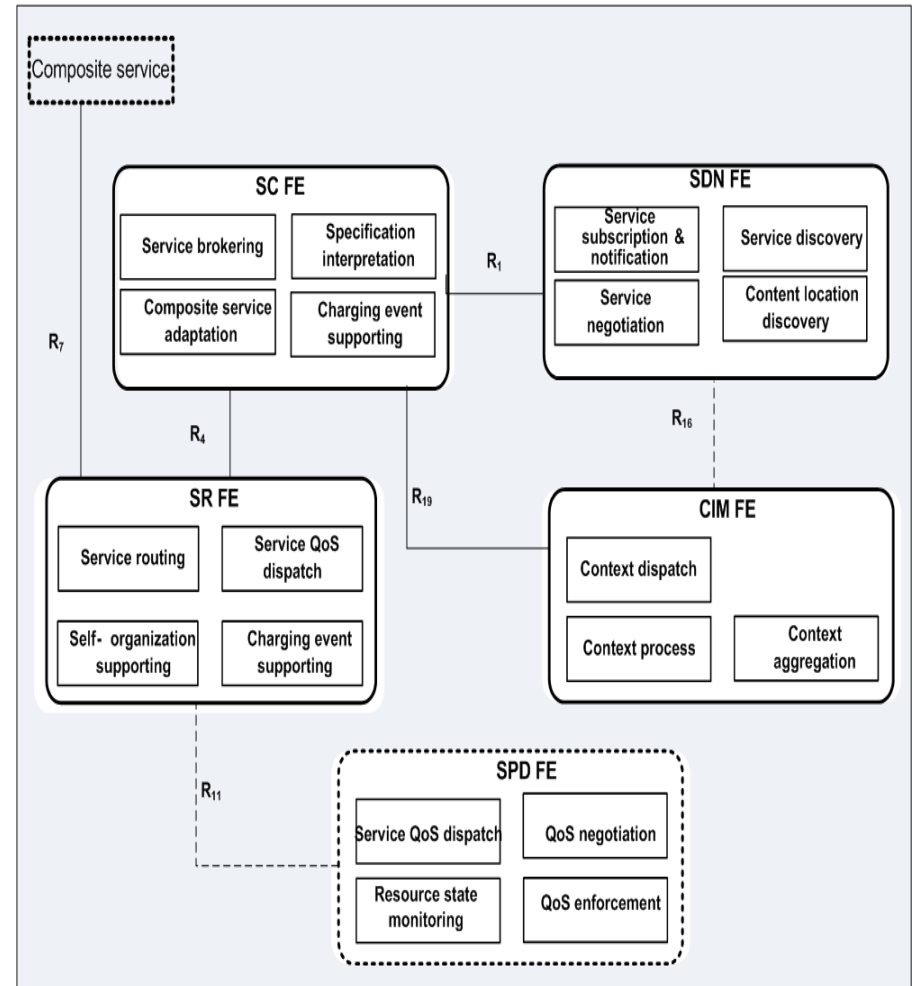 Composite service
SC FE
Service brokering
Specification
interpretation
Composite service
adaptation
Charging event
supporting
R1
SDN FE
Service
subscription &
notification
Service discovery
Service
negotiation
Content location
discovery
R7
R4
R19
R16
SR FE
Service routing
Service QoS
dispatch
Self- organization
supporting
Charging event
supporting
CIM FE
Context dispatch
Context process
Context
aggregation
R11
SPD FE
Service QoS dispatch
QoS negotiation
Resource state
monitoring
QoS enforcement